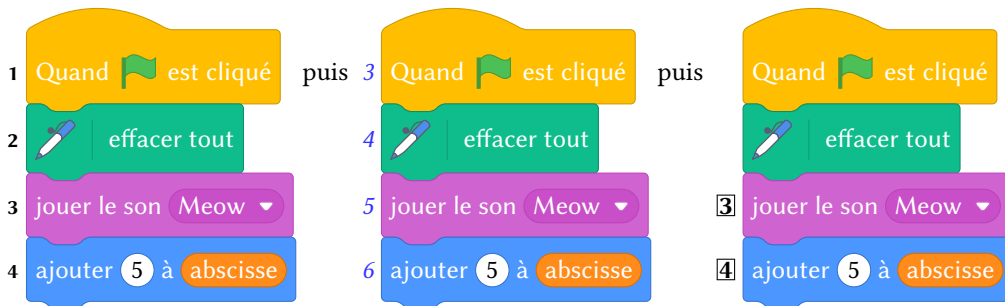 1 Quand est cliqué puis 3 Quand est cliqué puis Quand est cliqué
2 effacer tout 4 effacer tout effacer tout
3 jouer le son Meow 5 jouer le son Meow 3 jouer le son Meow
4 ajouter 5 à abscisse 6 ajouter 5 à abscisse 4 ajouter 5 à abscisse